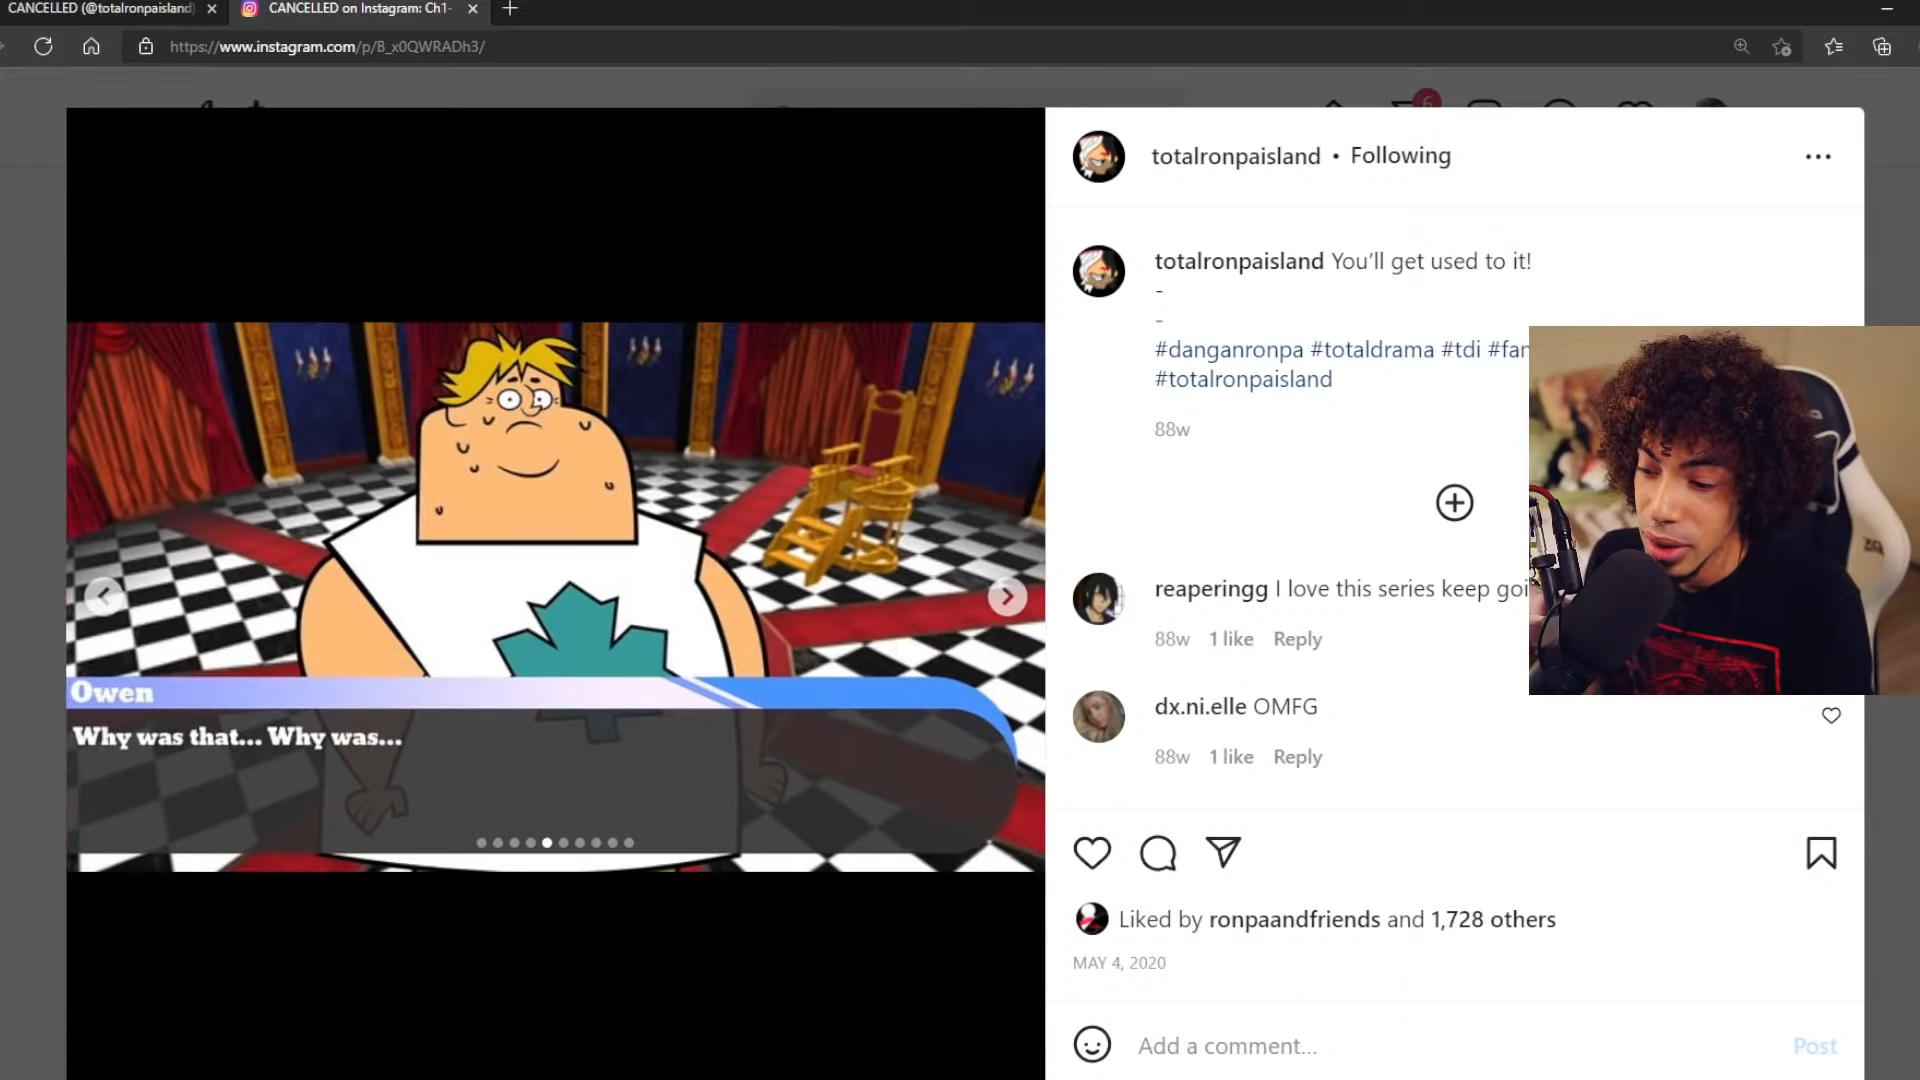 CANCELLED (@totalronpaisland)
CANCELLED on Instagram: Ch1-
https://www.instagram.com/p/B_x0QWRADh3/
6
totalronpaisland • Following
totalronpaisland You'll get used to it!
-
-
#danganronpa #totaldrama #tdi #fan
#totalronpaisland
88w
reaperingg I love this series keep goi
88w 1 like Reply
dx.ni.elle OMFG
88w 1 like Reply
Owen
Why was that... Why was...
Liked by ronpaandfriends and 1,728 others
MAY 4, 2020
Add a comment...
Post